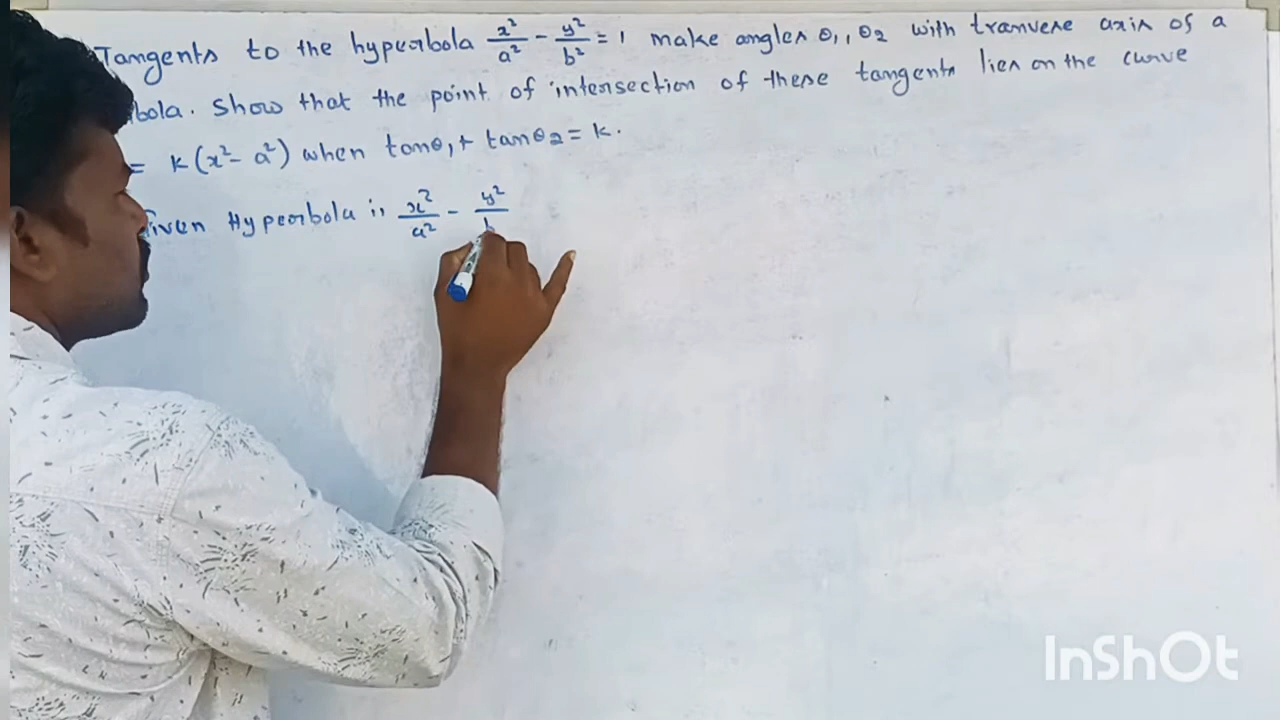 Tangents to the hyperbola x²/a² - y²/b² = 1 make angles θ₁, θ₂ with tranvere axis of a
bola. Show that the point of intersection of these tangents lies on the curve
= k(x² - a²) when tanθ₁ + tanθ₂ = k.
Given Hyperbola is x²/a² - y²/b
InShOt